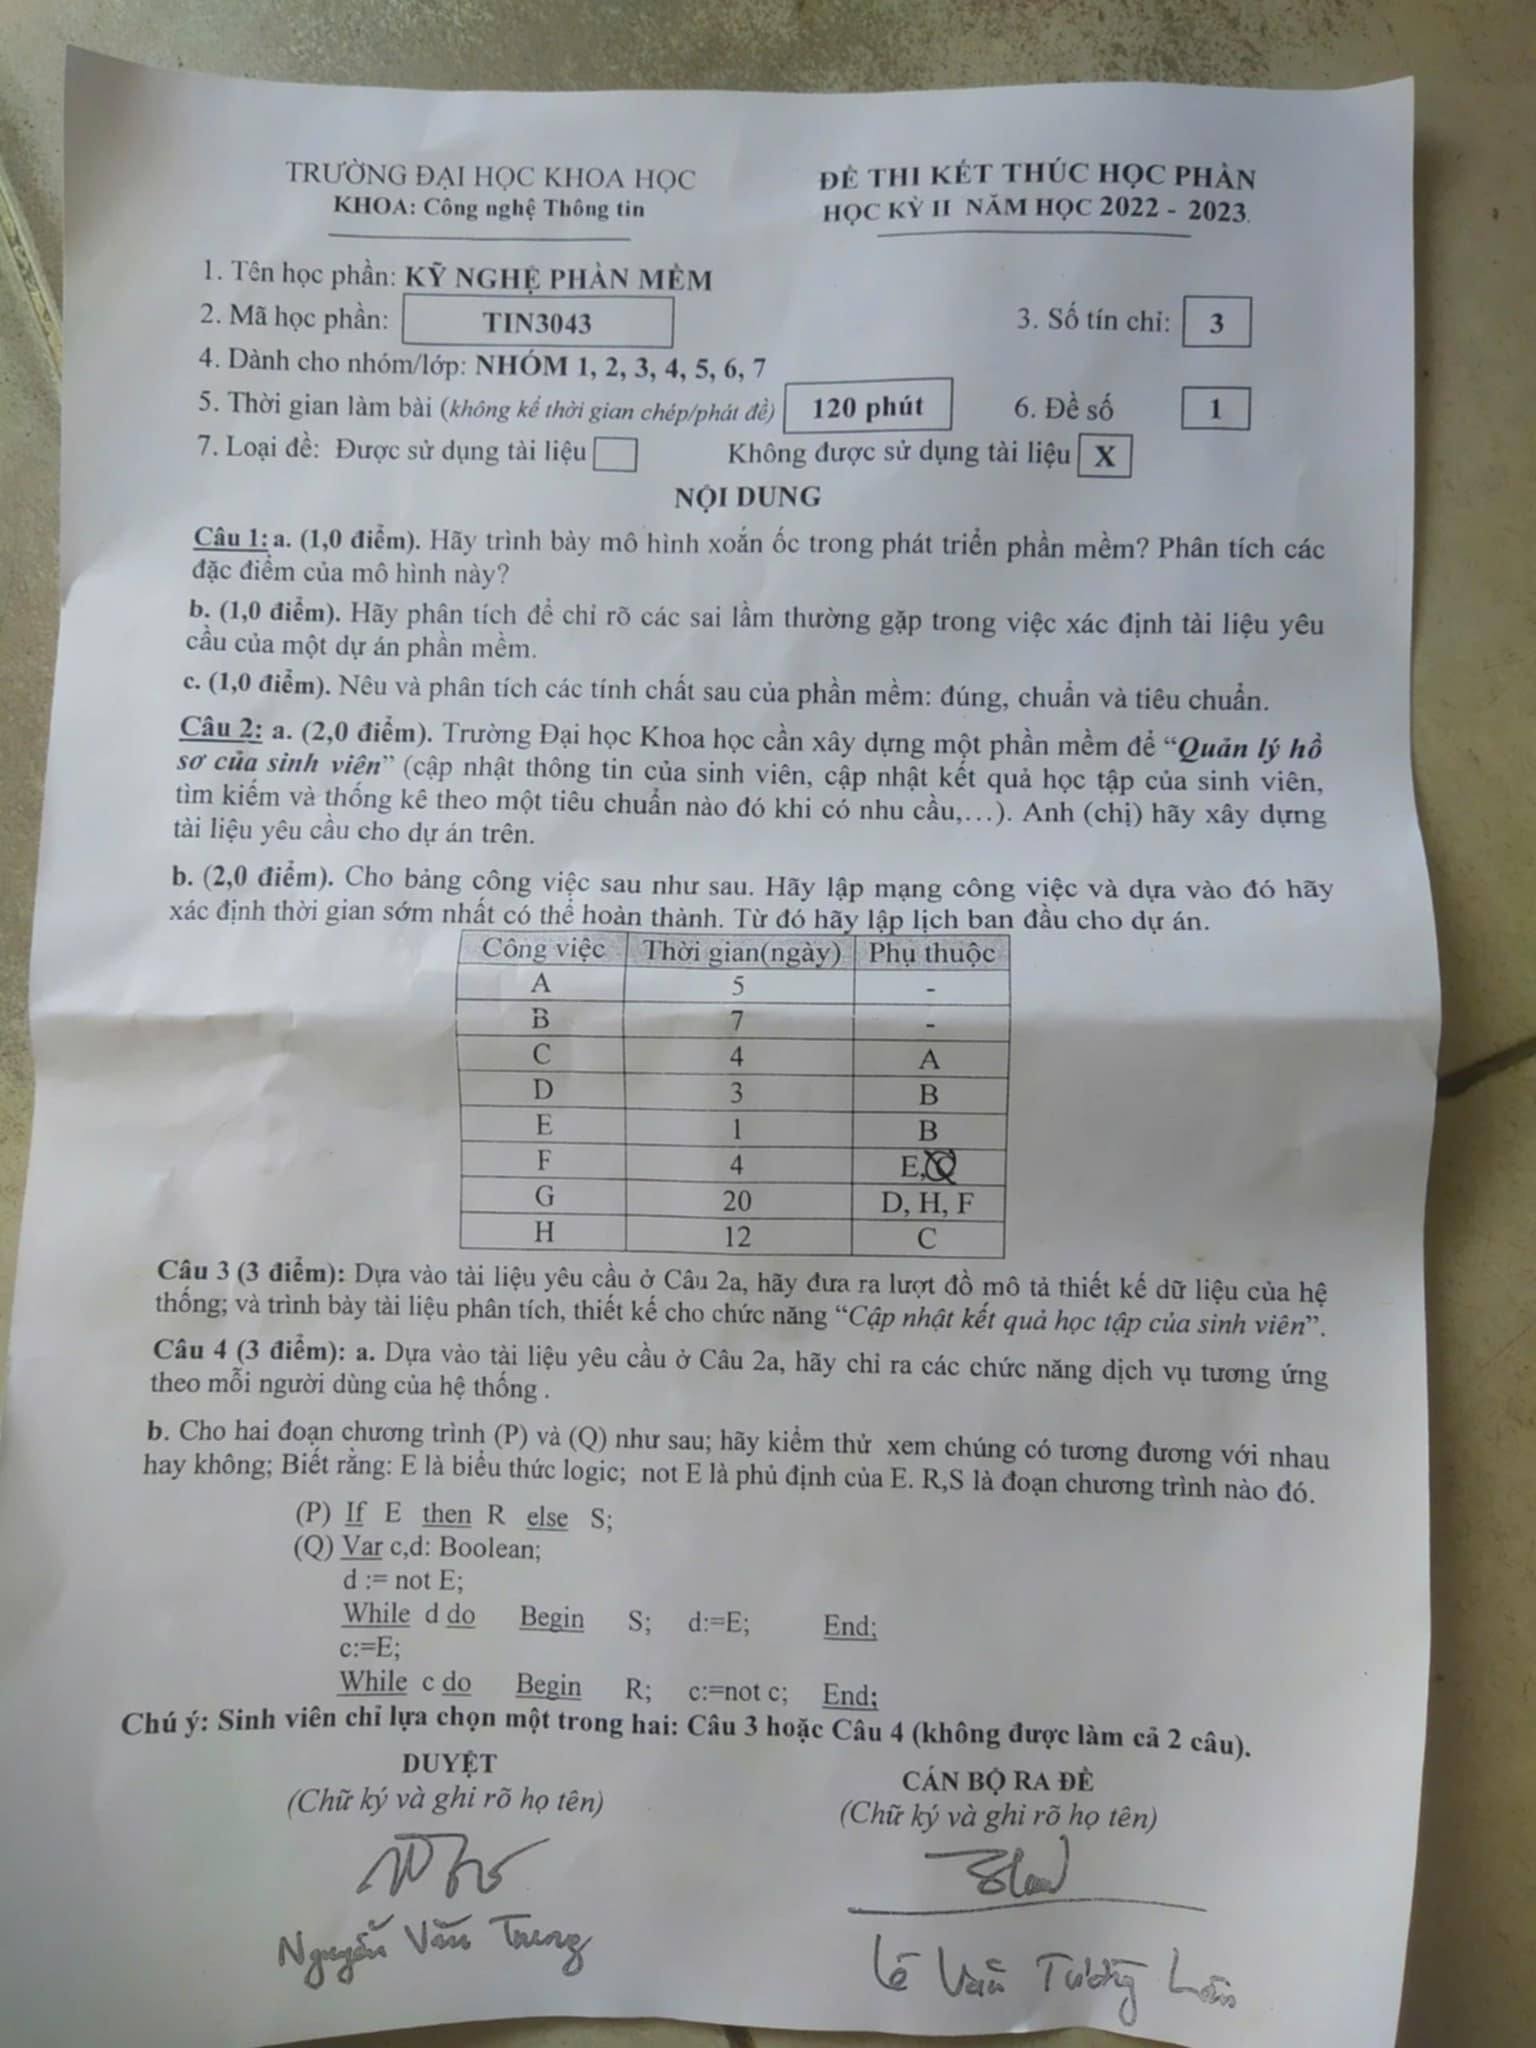 TRƯỜNG ĐẠI HỌC KHOA HỌC
KHOA: Công nghệ Thông tin
ĐỀ THI KẾT THÚC HỌC PHẦN
HỌC KỲ II NĂM HỌC 2022 - 2023.
1. Tên học phần: KỸ NGHỆ PHẦN MỀM
2. Mã học phần: TIN3043 3. Số tín chỉ: 3
4. Dành cho nhóm/lớp: NHÓM 1, 2, 3, 4, 5, 6, 7
5. Thời gian làm bài (không kể thời gian chép/phát đề) 120 phút 6. Đề số 1
7. Loại đề: Được sử dụng tài liệu Không được sử dụng tài liệu X
NỘI DUNG
Câu 1: a. (1,0 điểm). Hãy trình bày mô hình xoắn ốc trong phát triển phần mềm? Phân tích các
đặc điểm của mô hình này?
b. (1,0 điểm). Hãy phân tích để chỉ rõ các sai lầm thường gặp trong việc xác định tài liệu yêu
cầu của một dự án phần mềm.
c. (1,0 điểm). Nêu và phân tích các tính chất sau của phần mềm: đúng, chuẩn và tiêu chuẩn.
Câu 2: a. (2,0 điểm). Trường Đại học Khoa học cần xây dựng một phần mềm để “Quản lý hồ
sơ của sinh viên” (cập nhật thông tin của sinh viên, cập nhật kết quả học tập của sinh viên,
tìm kiếm và thống kê theo một tiêu chuẩn nào đó khi có nhu cầu,…). Anh (chị) hãy xây dựng
tài liệu yêu cầu cho dự án trên.
b. (2,0 điểm). Cho bảng công việc sau như sau. Hãy lập mạng công việc và dựa vào đó hãy
xác định thời gian sớm nhất có thể hoàn thành. Từ đó hãy lập lịch ban đầu cho dự án.
Công việc Thời gian(ngày) Phụ thuộc
A 5 -
B 7 -
C 4 A
D 3 B
E 1 B
F 4 E,
G 20 D, H, F
H 12 C
Câu 3 (3 điểm): Dựa vào tài liệu yêu cầu ở Câu 2a, hãy đưa ra lượt đồ mô tả thiết kế dữ liệu của hệ
thống; và trình bày tài liệu phân tích, thiết kế cho chức năng “Cập nhật kết quả học tập của sinh viên”.
Câu 4 (3 điểm): a. Dựa vào tài liệu yêu cầu ở Câu 2a, hãy chỉ ra các chức năng dịch vụ tương ứng
theo mỗi người dùng của hệ thống .
b. Cho hai đoạn chương trình (P) và (Q) như sau; hãy kiểm thử xem chúng có tương đương với nhau
hay không; Biết rằng: E là biểu thức logic; not E là phủ định của E. R,S là đoạn chương trình nào đó.
(P) If E then R else S;
(Q) Var c,d: Boolean;
d := not E;
While d do Begin S; d:=E; End;
c:=E;
While c do Begin R; c:=not c; End;
Chú ý: Sinh viên chỉ lựa chọn một trong hai: Câu 3 hoặc Câu 4 (không được làm cả 2 câu).
DUYỆT
(Chữ ký và ghi rõ họ tên)
Nguyễn Văn Trung
CÁN BỘ RA ĐỀ
(Chữ ký và ghi rõ họ tên)
Lê Văn Tường Lân